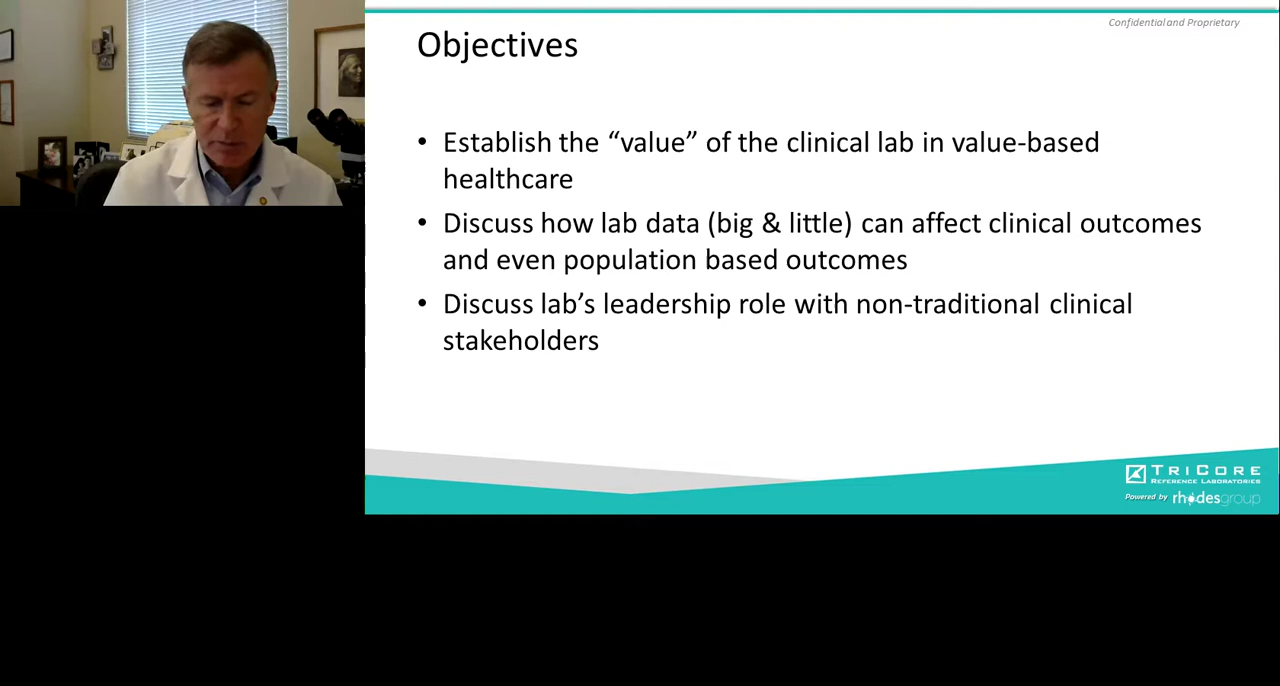 Confidential and Proprietary
Objectives
• Establish the “value” of the clinical lab in value-based
healthcare
• Discuss how lab data (big & little) can affect clinical outcomes
and even population based outcomes
• Discuss lab’s leadership role with non-traditional clinical
stakeholders
TRICORE
REFERENCE LABORATORIES
Powered by rhodesgroup